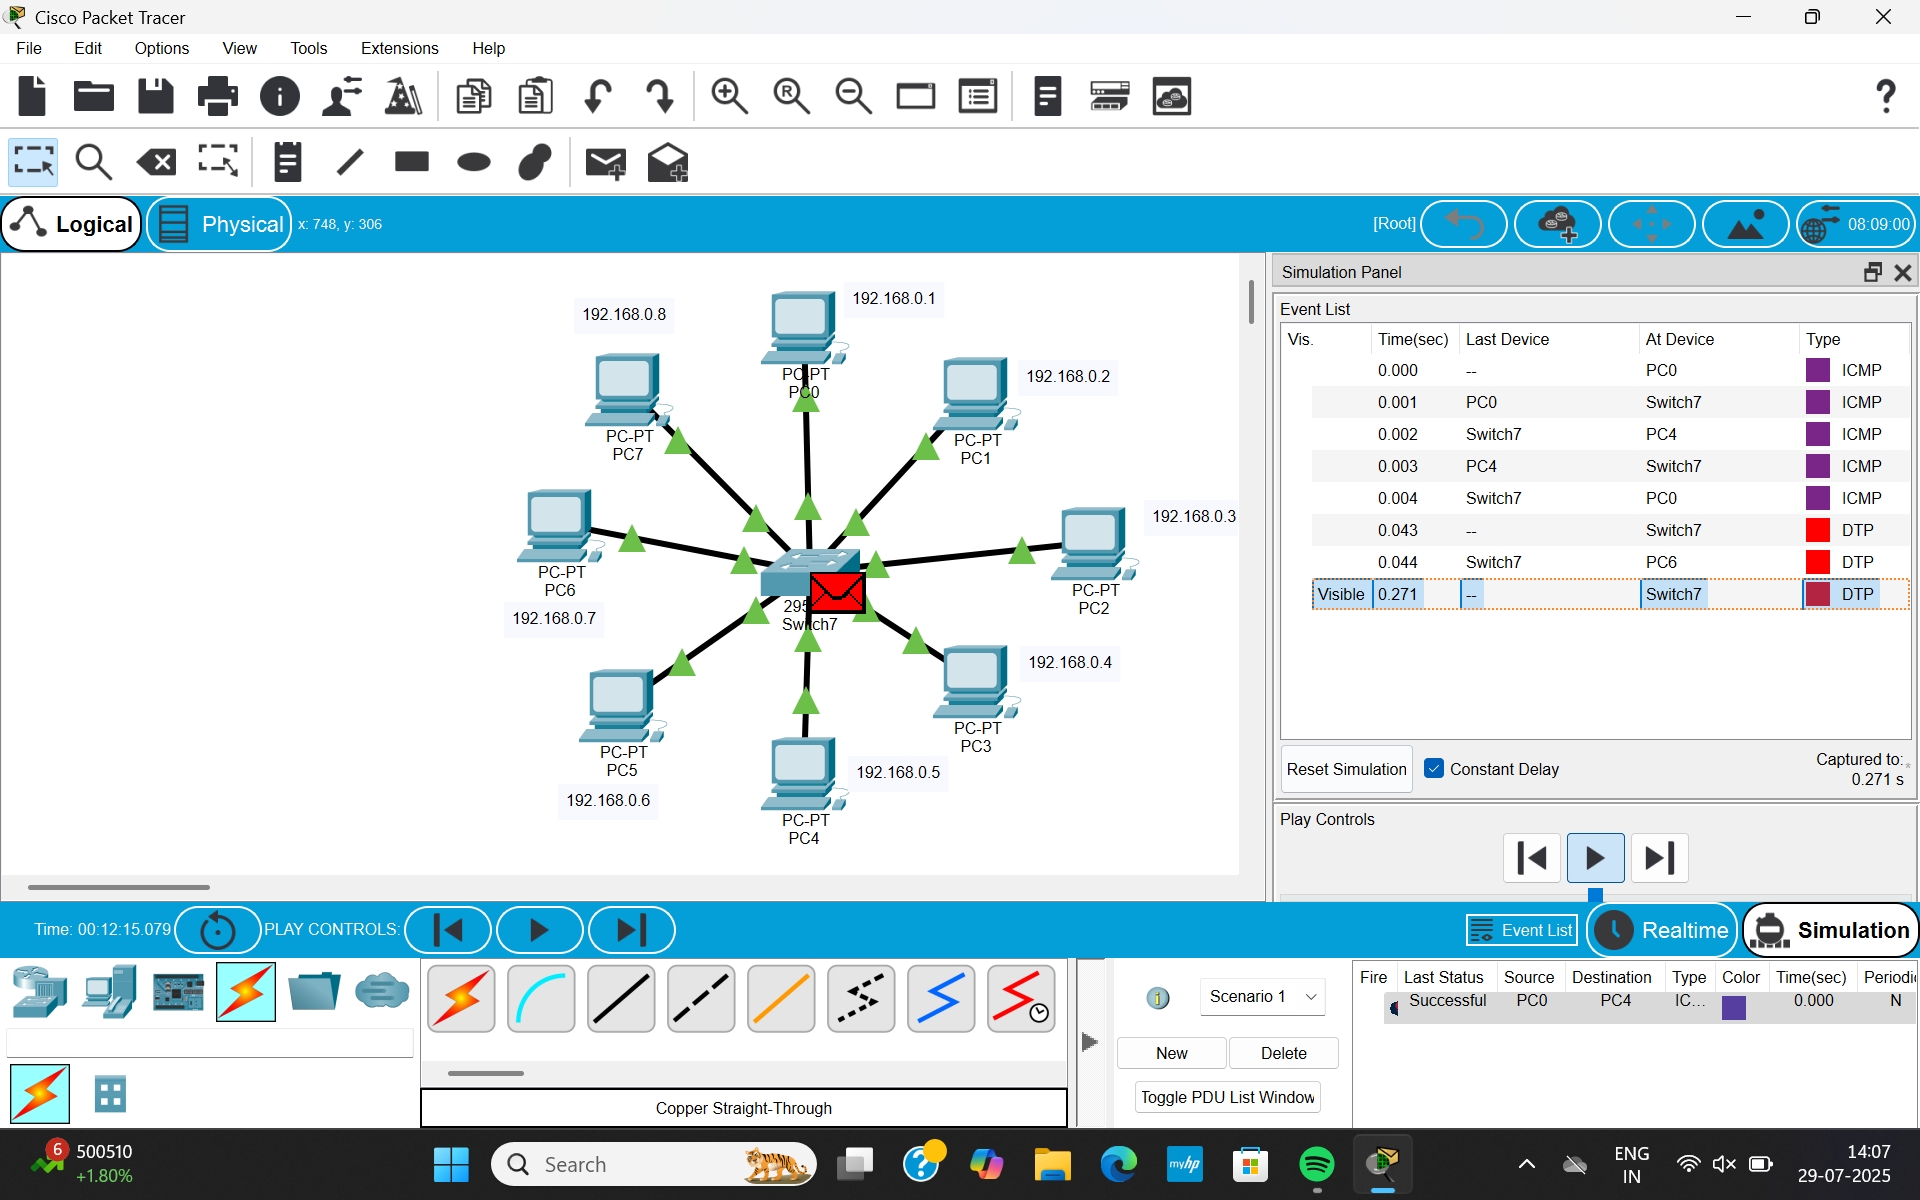 Cisco Packet Tracer
File Edit Options View Tools Extensions Help
Logical Physical x: 748, y: 306 [Root] 08:09:00
192.168.0.8
192.168.0.1
PC-PT
PC0
192.168.0.2
PC-PT
PC7
PC-PT
PC1
192.168.0.3
PC-PT
PC6
192.168.0.7
PC-PT
PC2
295
Switch7
192.168.0.4
PC-PT
PC3
PC-PT
PC5
192.168.0.6
192.168.0.5
PC-PT
PC4
Simulation Panel
Event List
Vis. Time(sec) Last Device At Device Type
0.000 -- PC0 ICMP
0.001 PC0 Switch7 ICMP
0.002 Switch7 PC4 ICMP
0.003 PC4 Switch7 ICMP
0.004 Switch7 PC0 ICMP
0.043 -- Switch7 DTP
0.044 Switch7 PC6 DTP
Visible 0.271 -- Switch7 DTP
Reset Simulation Constant Delay Captured to: *
0.271 s
Play Controls
Time: 00:12:15.079 PLAY CONTROLS: Event List Realtime Simulation
Copper Straight-Through
Scenario 1
New Delete
Toggle PDU List Window
Fire Last Status Source Destination Type Color Time(sec) Periodic
Successful PC0 PC4 IC... 0.000 N
6 500510
+1.80%
Search
myhp
ENG
IN
14:07
29-07-2025